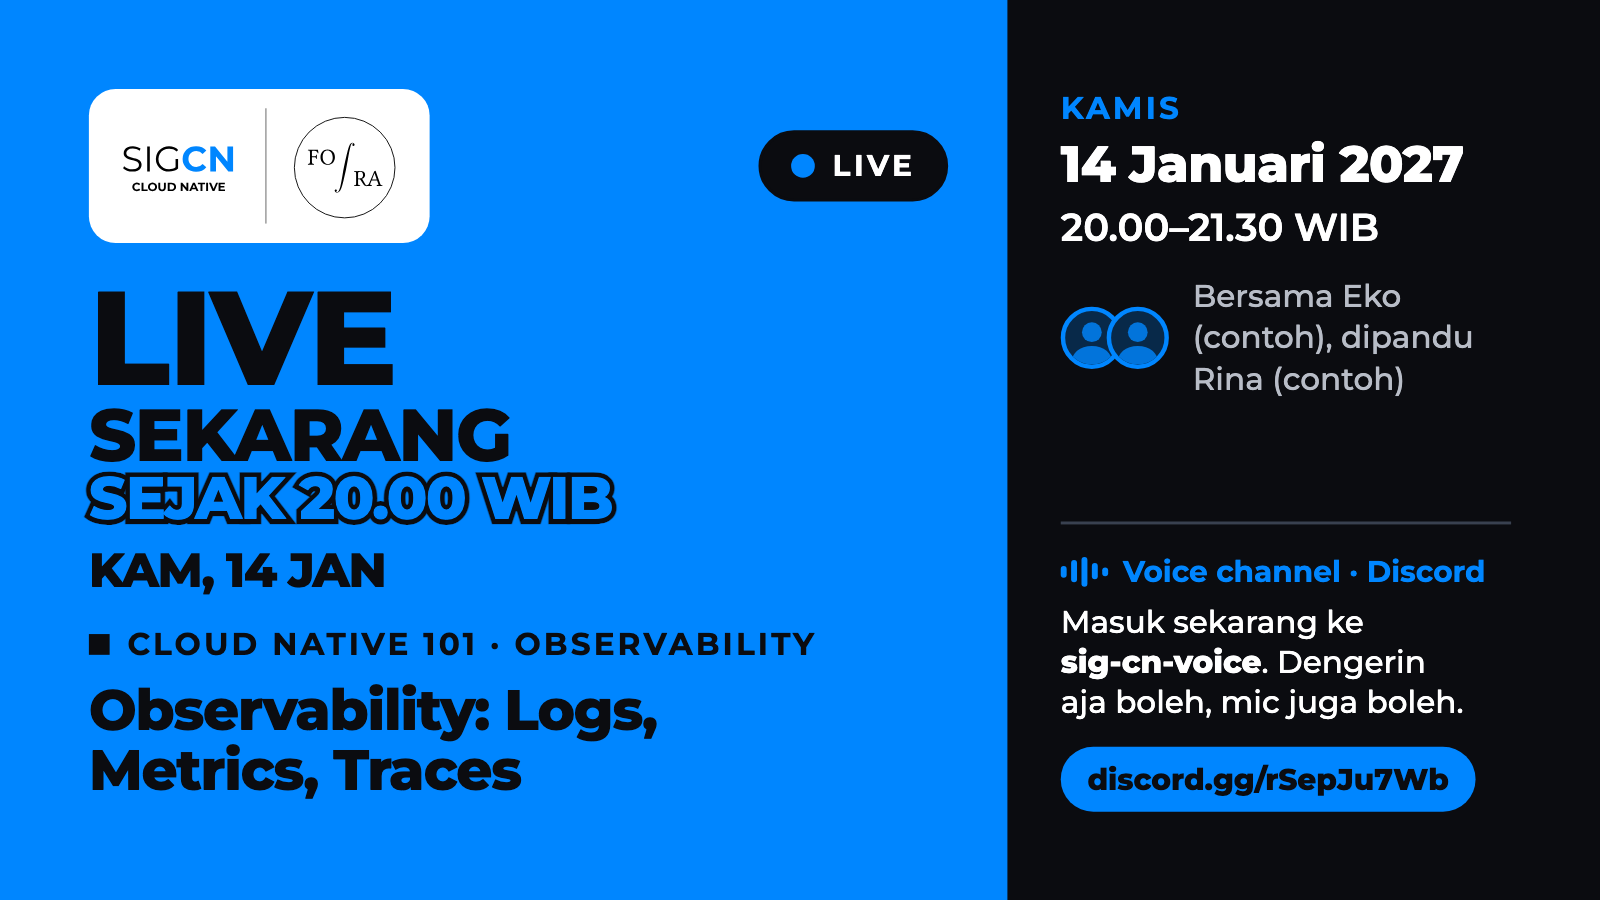 SIGCN
CLOUD NATIVE
FO RA
LIVE
LIVE
SEKARANG
SEJAK 20.00 WIB
KAM, 14 JAN
CLOUD NATIVE 101 · OBSERVABILITY
Observability: Logs,
Metrics, Traces
KAMIS
14 Januari 2027
20.00–21.30 WIB
Bersama Eko
(contoh), dipandu
Rina (contoh)
Voice channel · Discord
Masuk sekarang ke
sig-cn-voice. Dengerin
aja boleh, mic juga boleh.
discord.gg/rSepJu7Wb